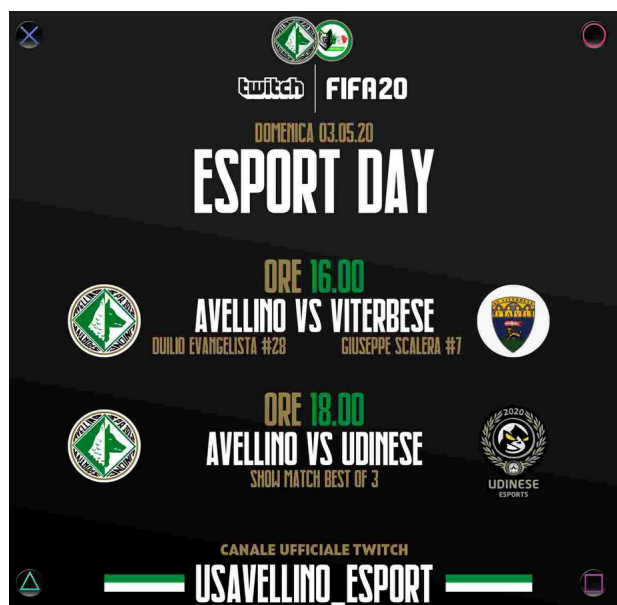 twitch FIFA20
DOMENICA 03.05.20
ESPORT DAY
ORE 16.00
AVELLINO VS VITERBESE
DUILIO EVANGELISTA #28 GIUSEPPE SCALERA #7
ORE 18.00
AVELLINO VS UDINESE
SHOW MATCH BEST OF 3
2020
UDINESE
ESPORTS
CANALE UFFICIALE TWITCH
USAVELLINO_ESPORT